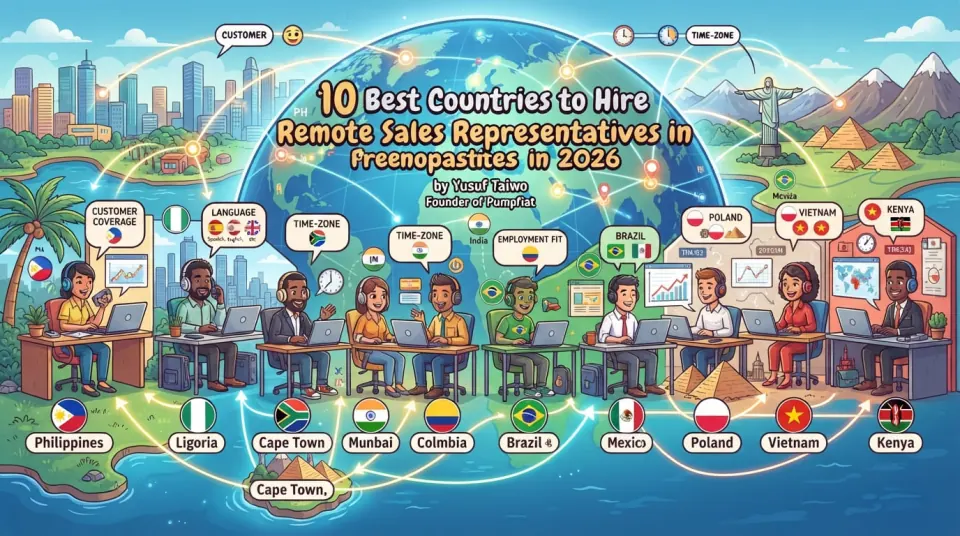 CUSTOMER
TIME-ZONE
PH
10 Best Countries to Hire
Remote Sales Representatives in
Freenopastites in 2026
by Yusuf Taiwo
Founder of Pumpfiat
CUSTOMER
COVERAGE
LANGUAGE
TIME-ZONE
TIME-ZONE
India
EMPLOYMENT FIT
BRAZIL
POLAND
VIETNAM
KENYA
Philippines
Ligoria
Cape Town
Munbai
Colmbia
Brazil
Mexico
Poland
Vietnam
Kenya
Cape Town,